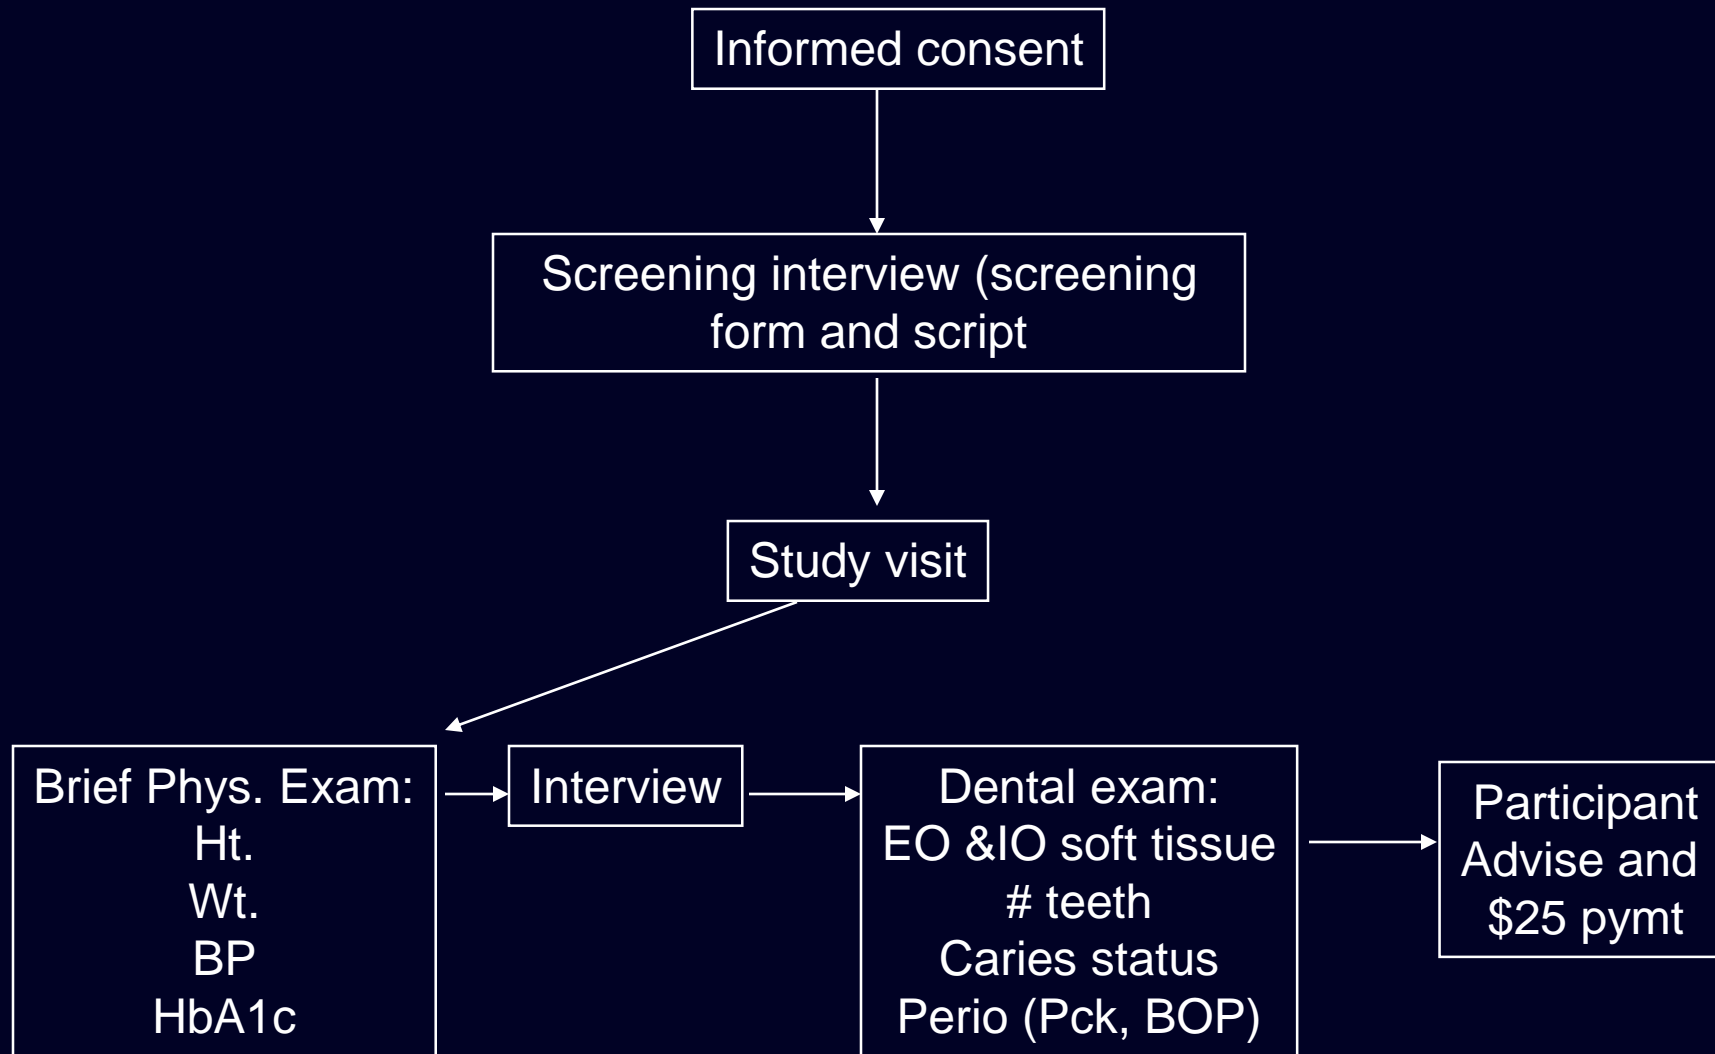 Informed consent
Screening interview (screening
form and script
Study visit
Brief Phys. Exam:
Ht.
Wt.
BP
HbA1c
Interview
Dental exam:
EO &IO soft tissue
# teeth
Caries status
Perio (Pck, BOP)
Participant
Advise and
$25 pymt